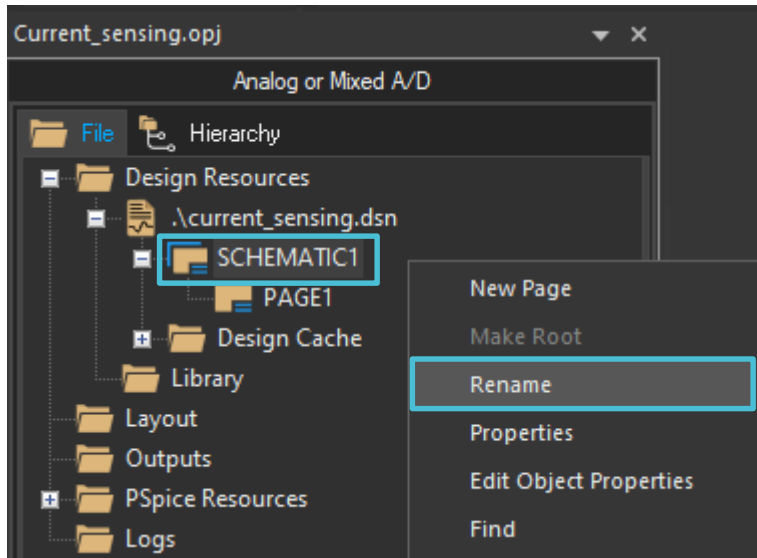 Current_sensing.opj
Analog or Mixed A/D
File Hierarchy
Design Resources
.\current_sensing.dsn
SCHEMATIC1
PAGE1
Design Cache
Library
Layout
Outputs
PSpice Resources
Logs
New Page
Make Root
Rename
Properties
Edit Object Properties
Find